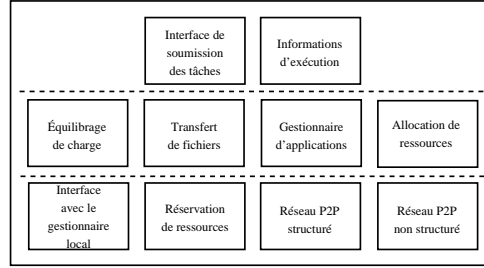 Interface de
soumission
des tâches
Informations
d'exécution
Équilibrage
de charge
Transfert
de fichiers
Gestionnaire
d'applications
Allocation de
ressources
Interface
avec le
gestionnaire
local
Réservation
de ressources
Réseau P2P
structuré
Réseau P2P
non structuré